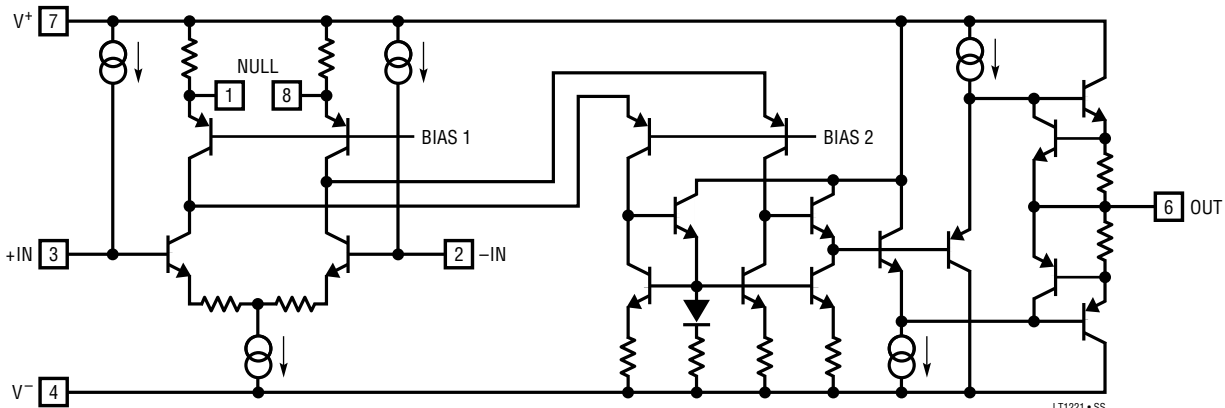 V+ 7
NULL
1 8
BIAS 1
BIAS 2
6 OUT
+IN 3
2 –IN
V– 4
LT1221 • SS